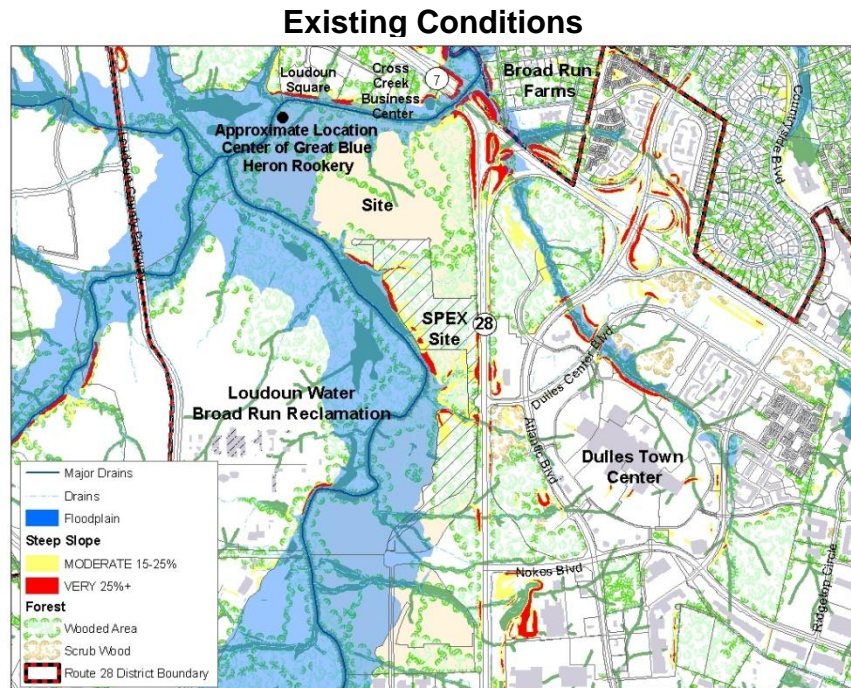 Existing Conditions
Loudoun
Square
Cross
Creek
Business
Center
7
Broad Run
Farms
Countryside Blvd
Approximate Location
Center of Great Blue
Heron Rookery
Site
SPEX
Site
28
Loudoun Water
Broad Run Reclamation
Dulles Center Blvd
Atlantic Blvd
Dulles Town
Center
Nokes Blvd
Ridgetop Circle
Major Drains
Drains
Floodplain
Steep Slope
MODERATE 15-25%
VERY 25%+
Forest
Wooded Area
Scrub Wood
Route 28 District Boundary